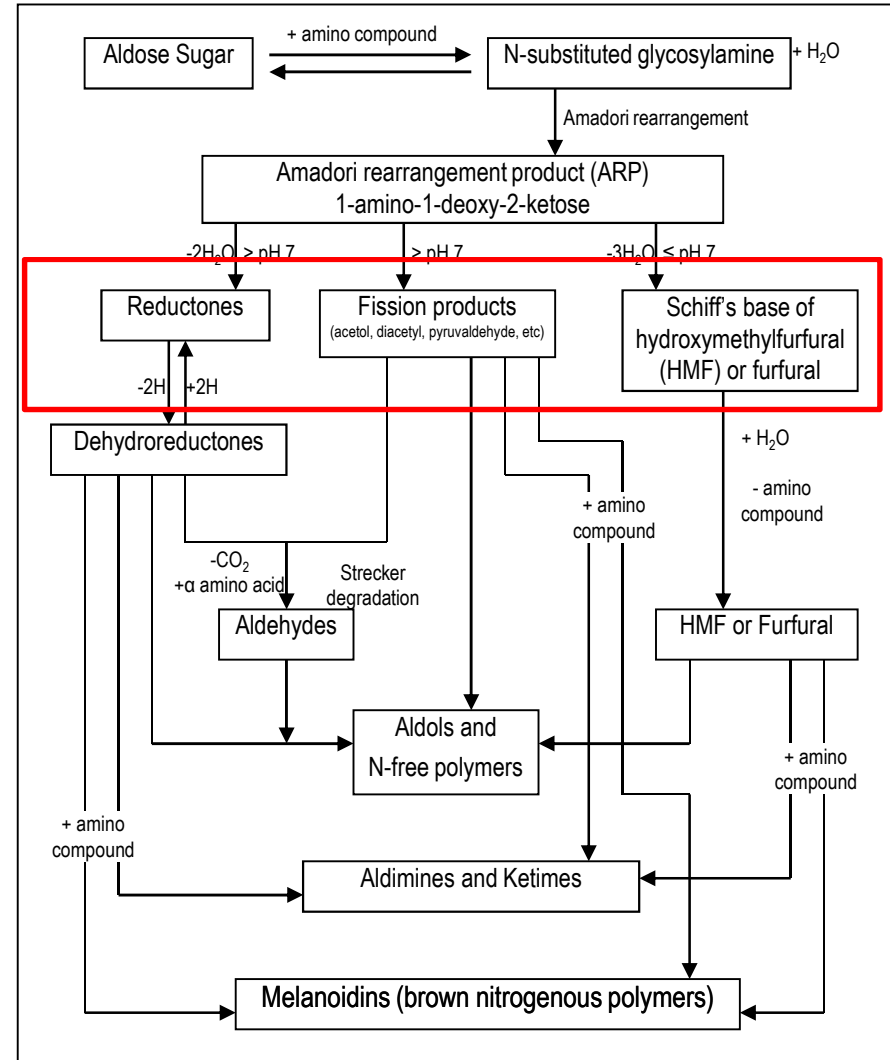 + amino compound
Aldose Sugar
N-substituted glycosylamine
+ H₂O
Amadori rearrangement
Amadori rearrangement product (ARP)
1-amino-1-deoxy-2-ketose
-2H₂O > pH 7
> pH 7
-3H₂O ≤ pH 7
Reductones
Fission products
(acetol, diacetyl, pyruvaldehyde, etc)
Schiff's base of
hydroxymethylfurfural
(HMF) or furfural
-2H
+2H
Dehydroreductones
+ H₂O
- amino
compound
+ amino
compound
-CO₂
+α amino acid
Strecker
degradation
Aldehydes
HMF or Furfural
Aldols and
N-free polymers
+ amino
compound
+ amino
compound
Aldimines and Ketimes
Melanoidins (brown nitrogenous polymers)